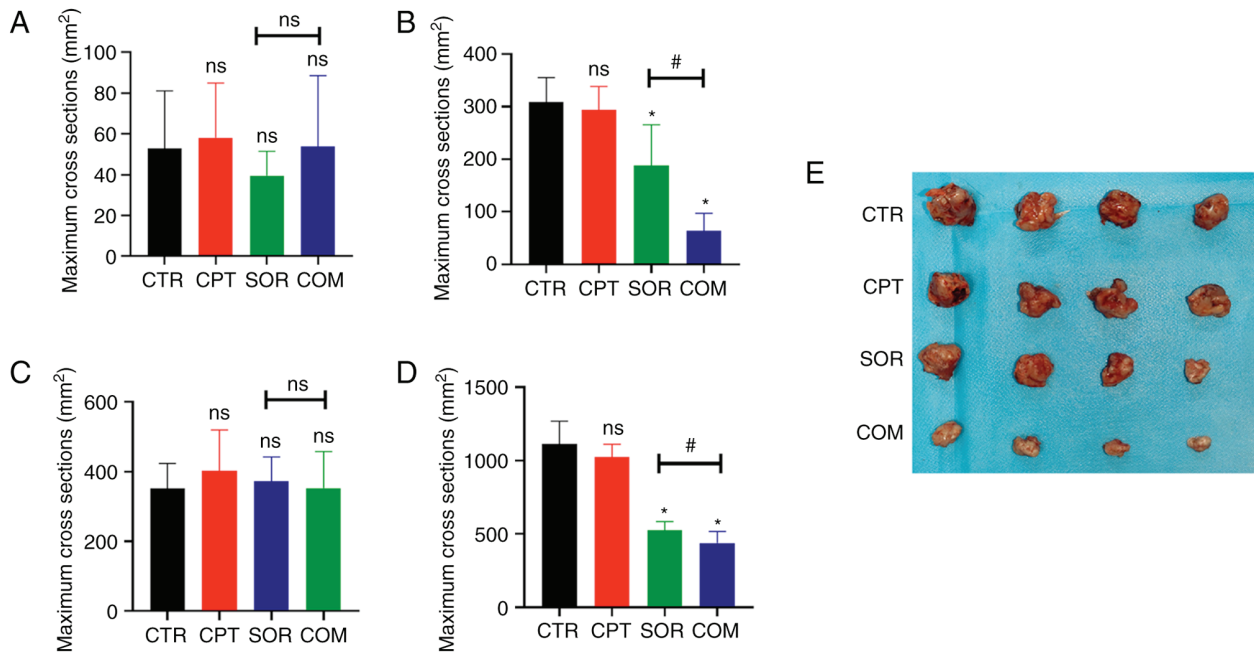 A
Maximum cross sections (mm²)
100
80
60
40
20
0
ns
ns
ns
ns
CTR CPT SOR COM
B
Maximum cross sections (mm²)
400
300
200
100
0
#
ns
*
*
CTR CPT SOR COM
C
Maximum cross sections (mm²)
600
400
200
0
ns
ns
ns
ns
CTR CPT SOR COM
D
Maximum cross sections (mm²)
1500
1000
500
0
#
ns
*
*
CTR CPT SOR COM
E
CTR
CPT
SOR
COM